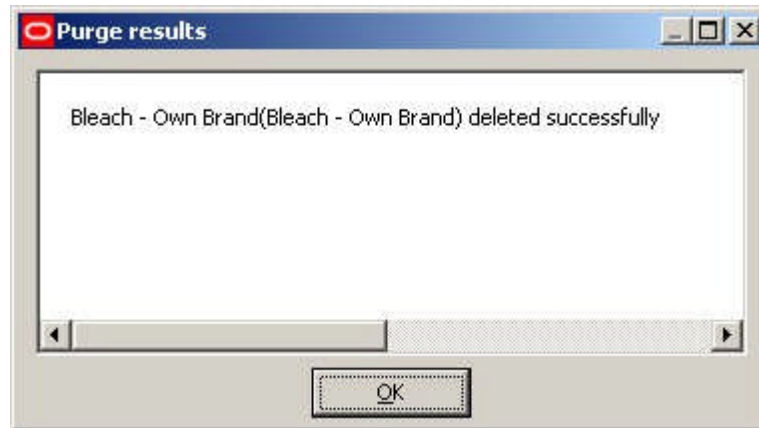 Purge results
Bleach - Own Brand(Bleach - Own Brand) deleted successfully
OK